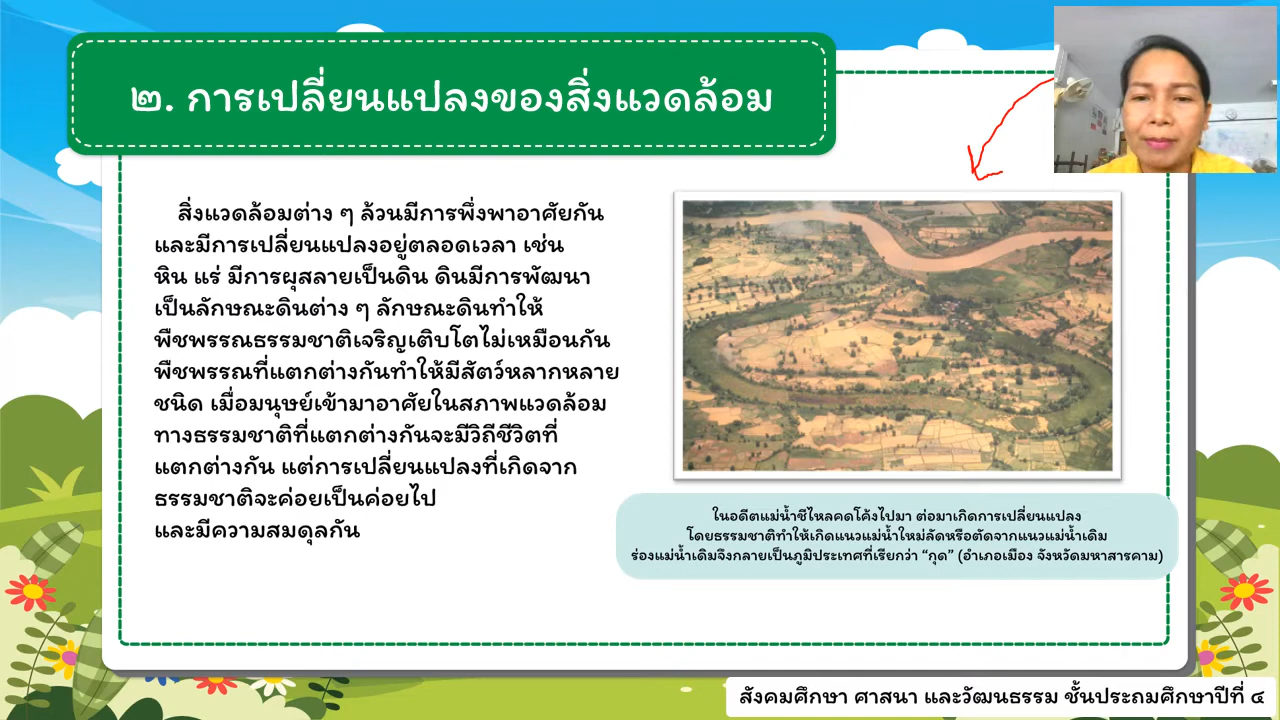 ๒. การเปลี่ยนแปลงของสิ่งแวดล้อม
สิ่งแวดล้อมต่าง ๆ ล้วนมีการพึ่งพาอาศัยกัน
และมีการเปลี่ยนแปลงอยู่ตลอดเวลา เช่น
หิน แร่ มีการผุสลายเป็นดิน ดินมีการพัฒนา
เป็นลักษณะดินต่าง ๆ ลักษณะดินทำให้
พืชพรรณธรรมชาติเจริญเติบโตไม่เหมือนกัน
พืชพรรณที่แตกต่างกันทำให้มีสัตว์หลากหลาย
ชนิด เมื่อมนุษย์เข้ามาอาศัยในสภาพแวดล้อม
ทางธรรมชาติที่แตกต่างกันจะมีวิถีชีวิตที่
แตกต่างกัน แต่การเปลี่ยนแปลงที่เกิดจาก
ธรรมชาติจะค่อยเป็นค่อยไป
และมีความสมดุลกัน
ในอดีตแม่น้ำชีไหลคดโค้งไปมา ต่อมาเกิดการเปลี่ยนแปลง
โดยธรรมชาติทำให้เกิดแนวแม่น้ำใหม่ลัดหรือตัดจากแนวแม่น้ำเดิม
ร่องแม่น้ำเดิมจึงกลายเป็นภูมิประเทศที่เรียกว่า “กุด” (อำเภอเมือง จังหวัดมหาสารคาม)
สังคมศึกษา ศาสนา และวัฒนธรรม ชั้นประถมศึกษาปีที่ ๔